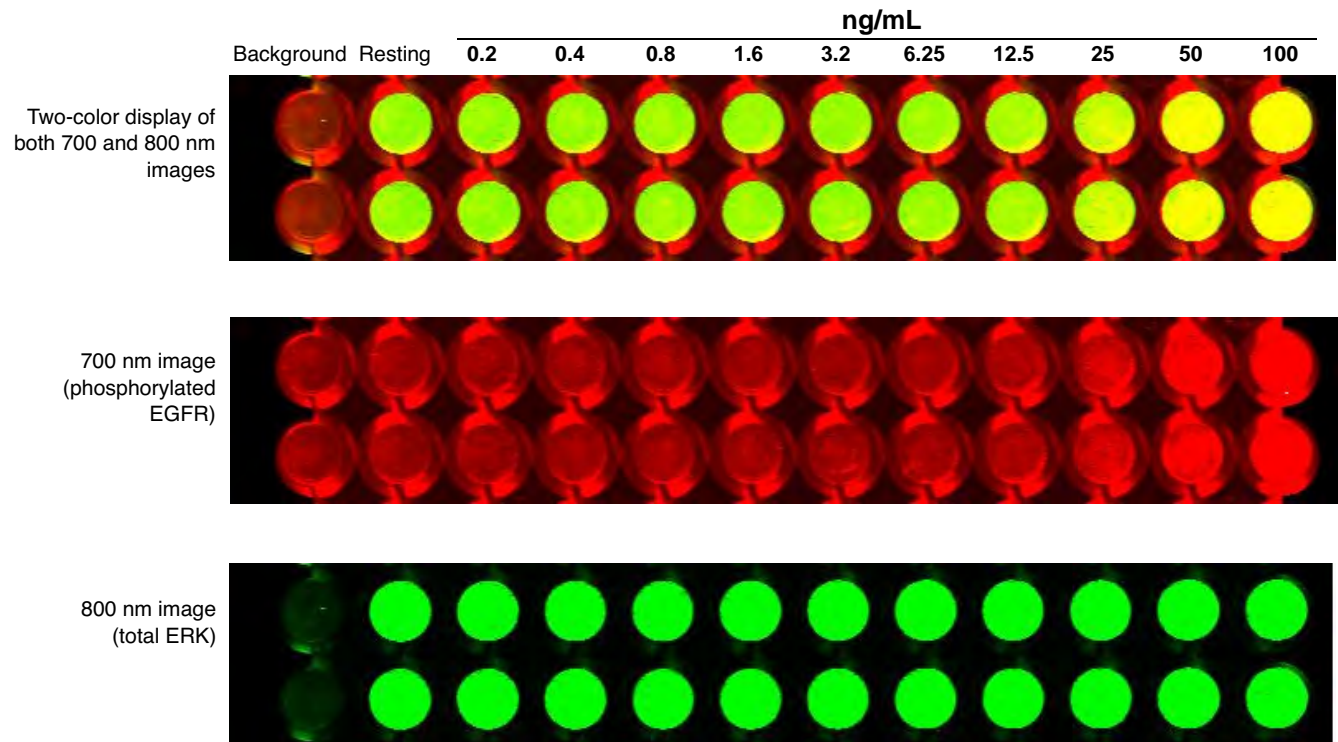 ng/mL
Background Resting 0.2 0.4 0.8 1.6 3.2 6.25 12.5 25 50 100
Two-color display of
both 700 and 800 nm
images
700 nm image
(phosphorylated
EGFR)
800 nm image
(total ERK)